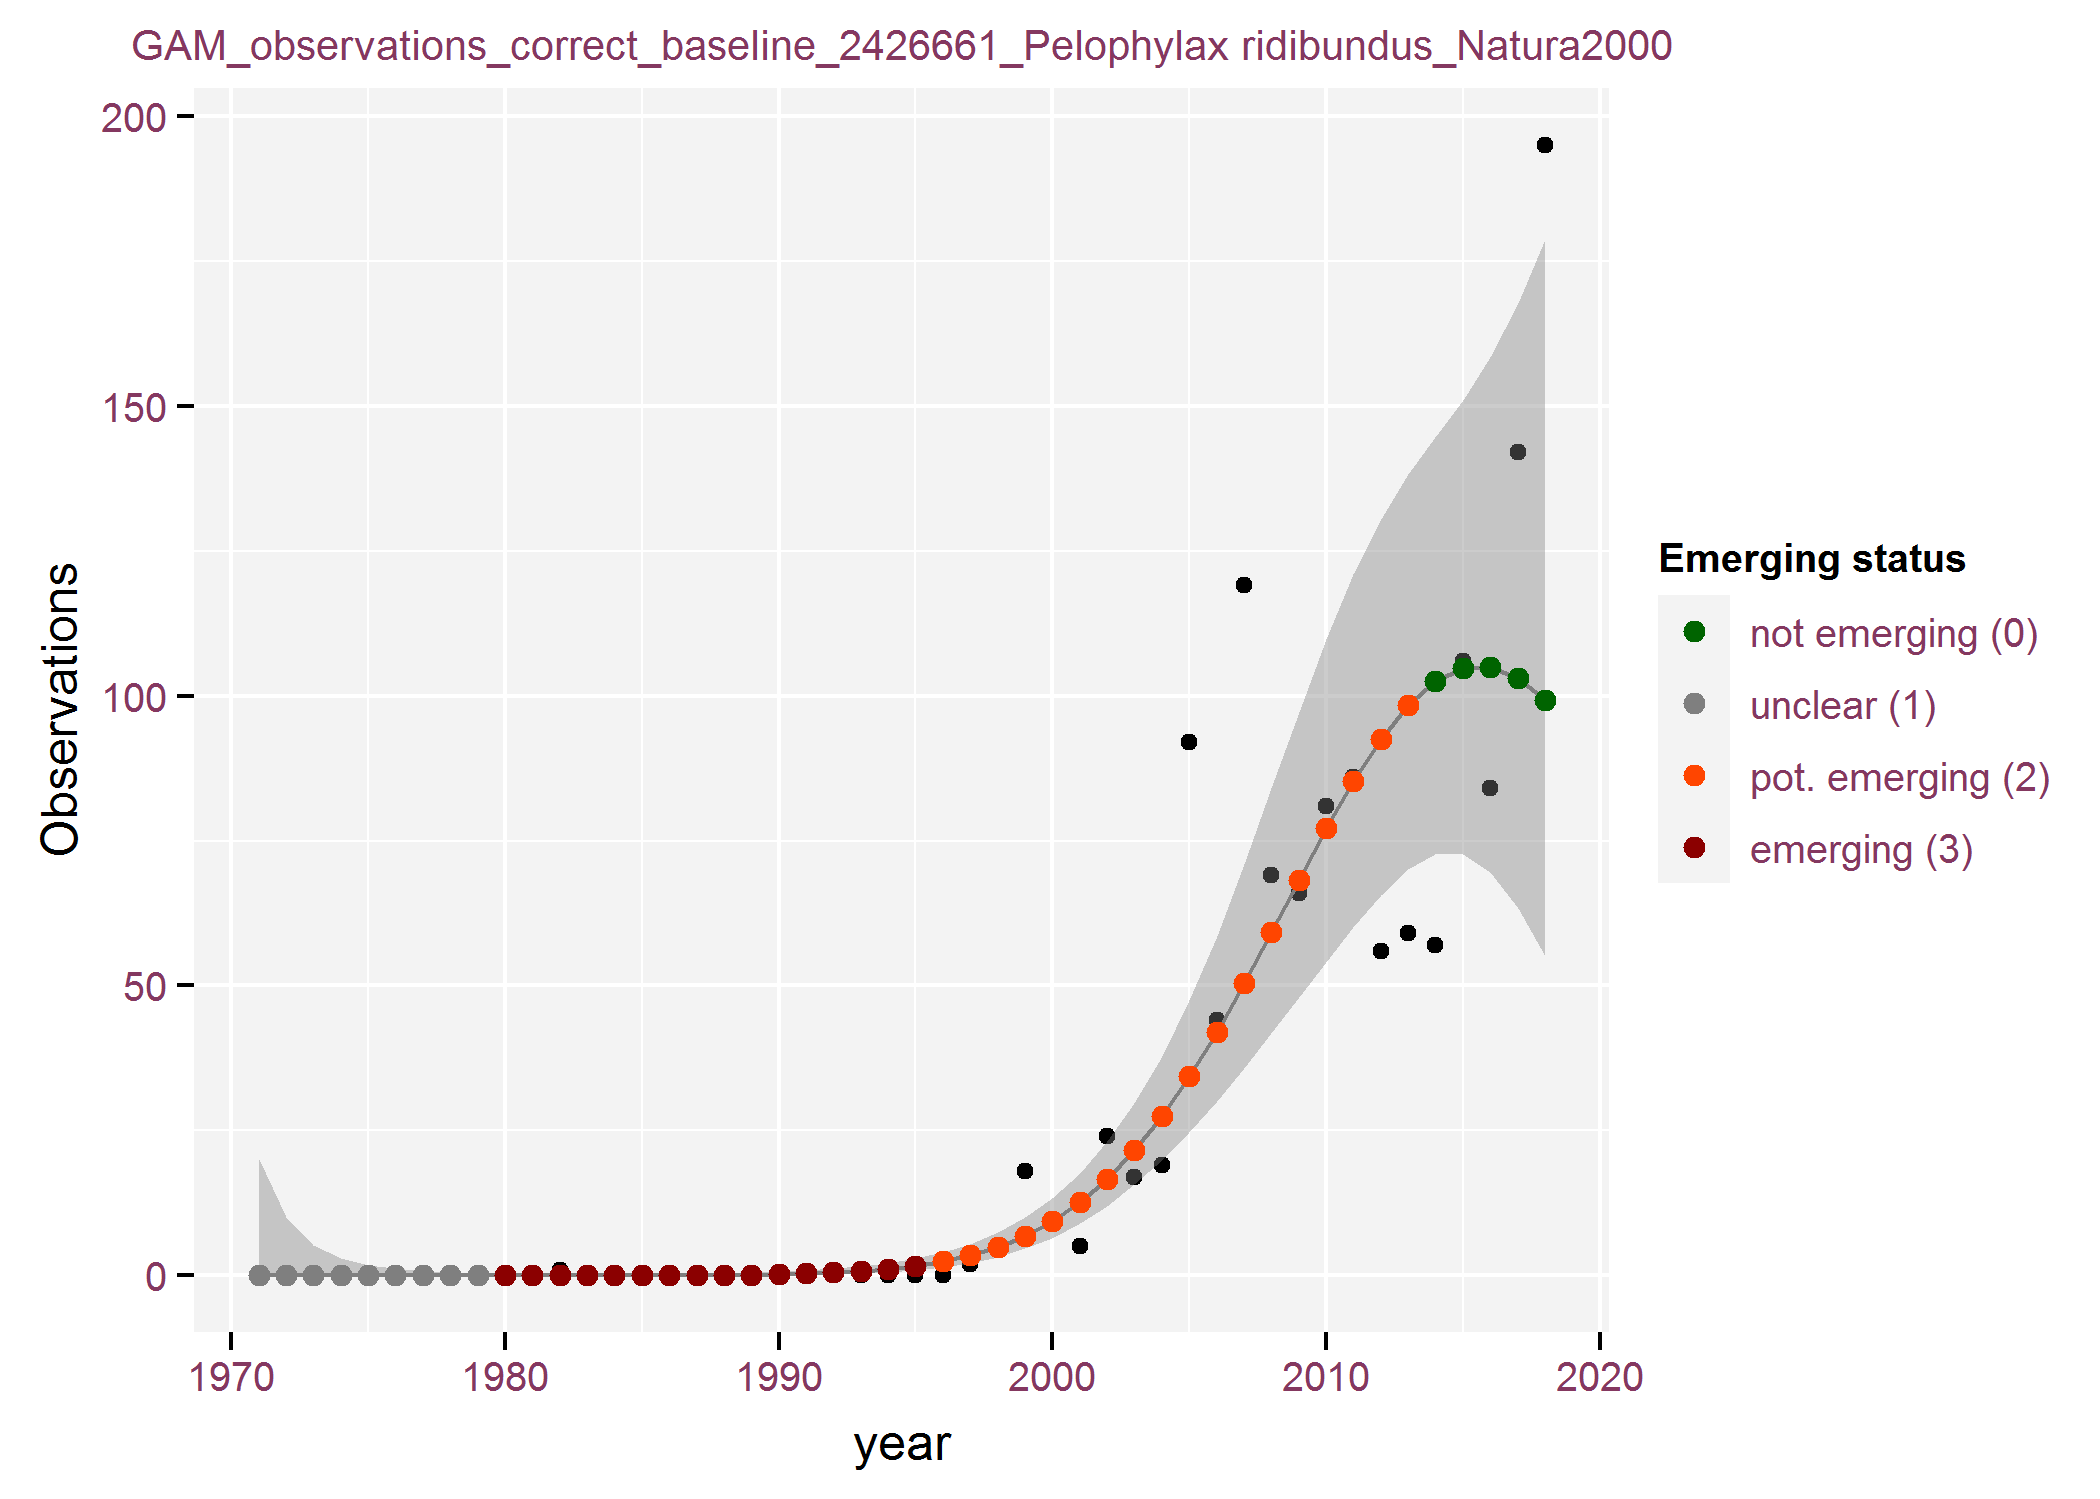 GAM_observations_correct_baseline_2426661_Pelophylax ridibundus_Natura2000
200
150
100
50
0
Observations
1970 1980 1990 2000 2010 2020
year
Emerging status
not emerging (0)
unclear (1)
pot. emerging (2)
emerging (3)